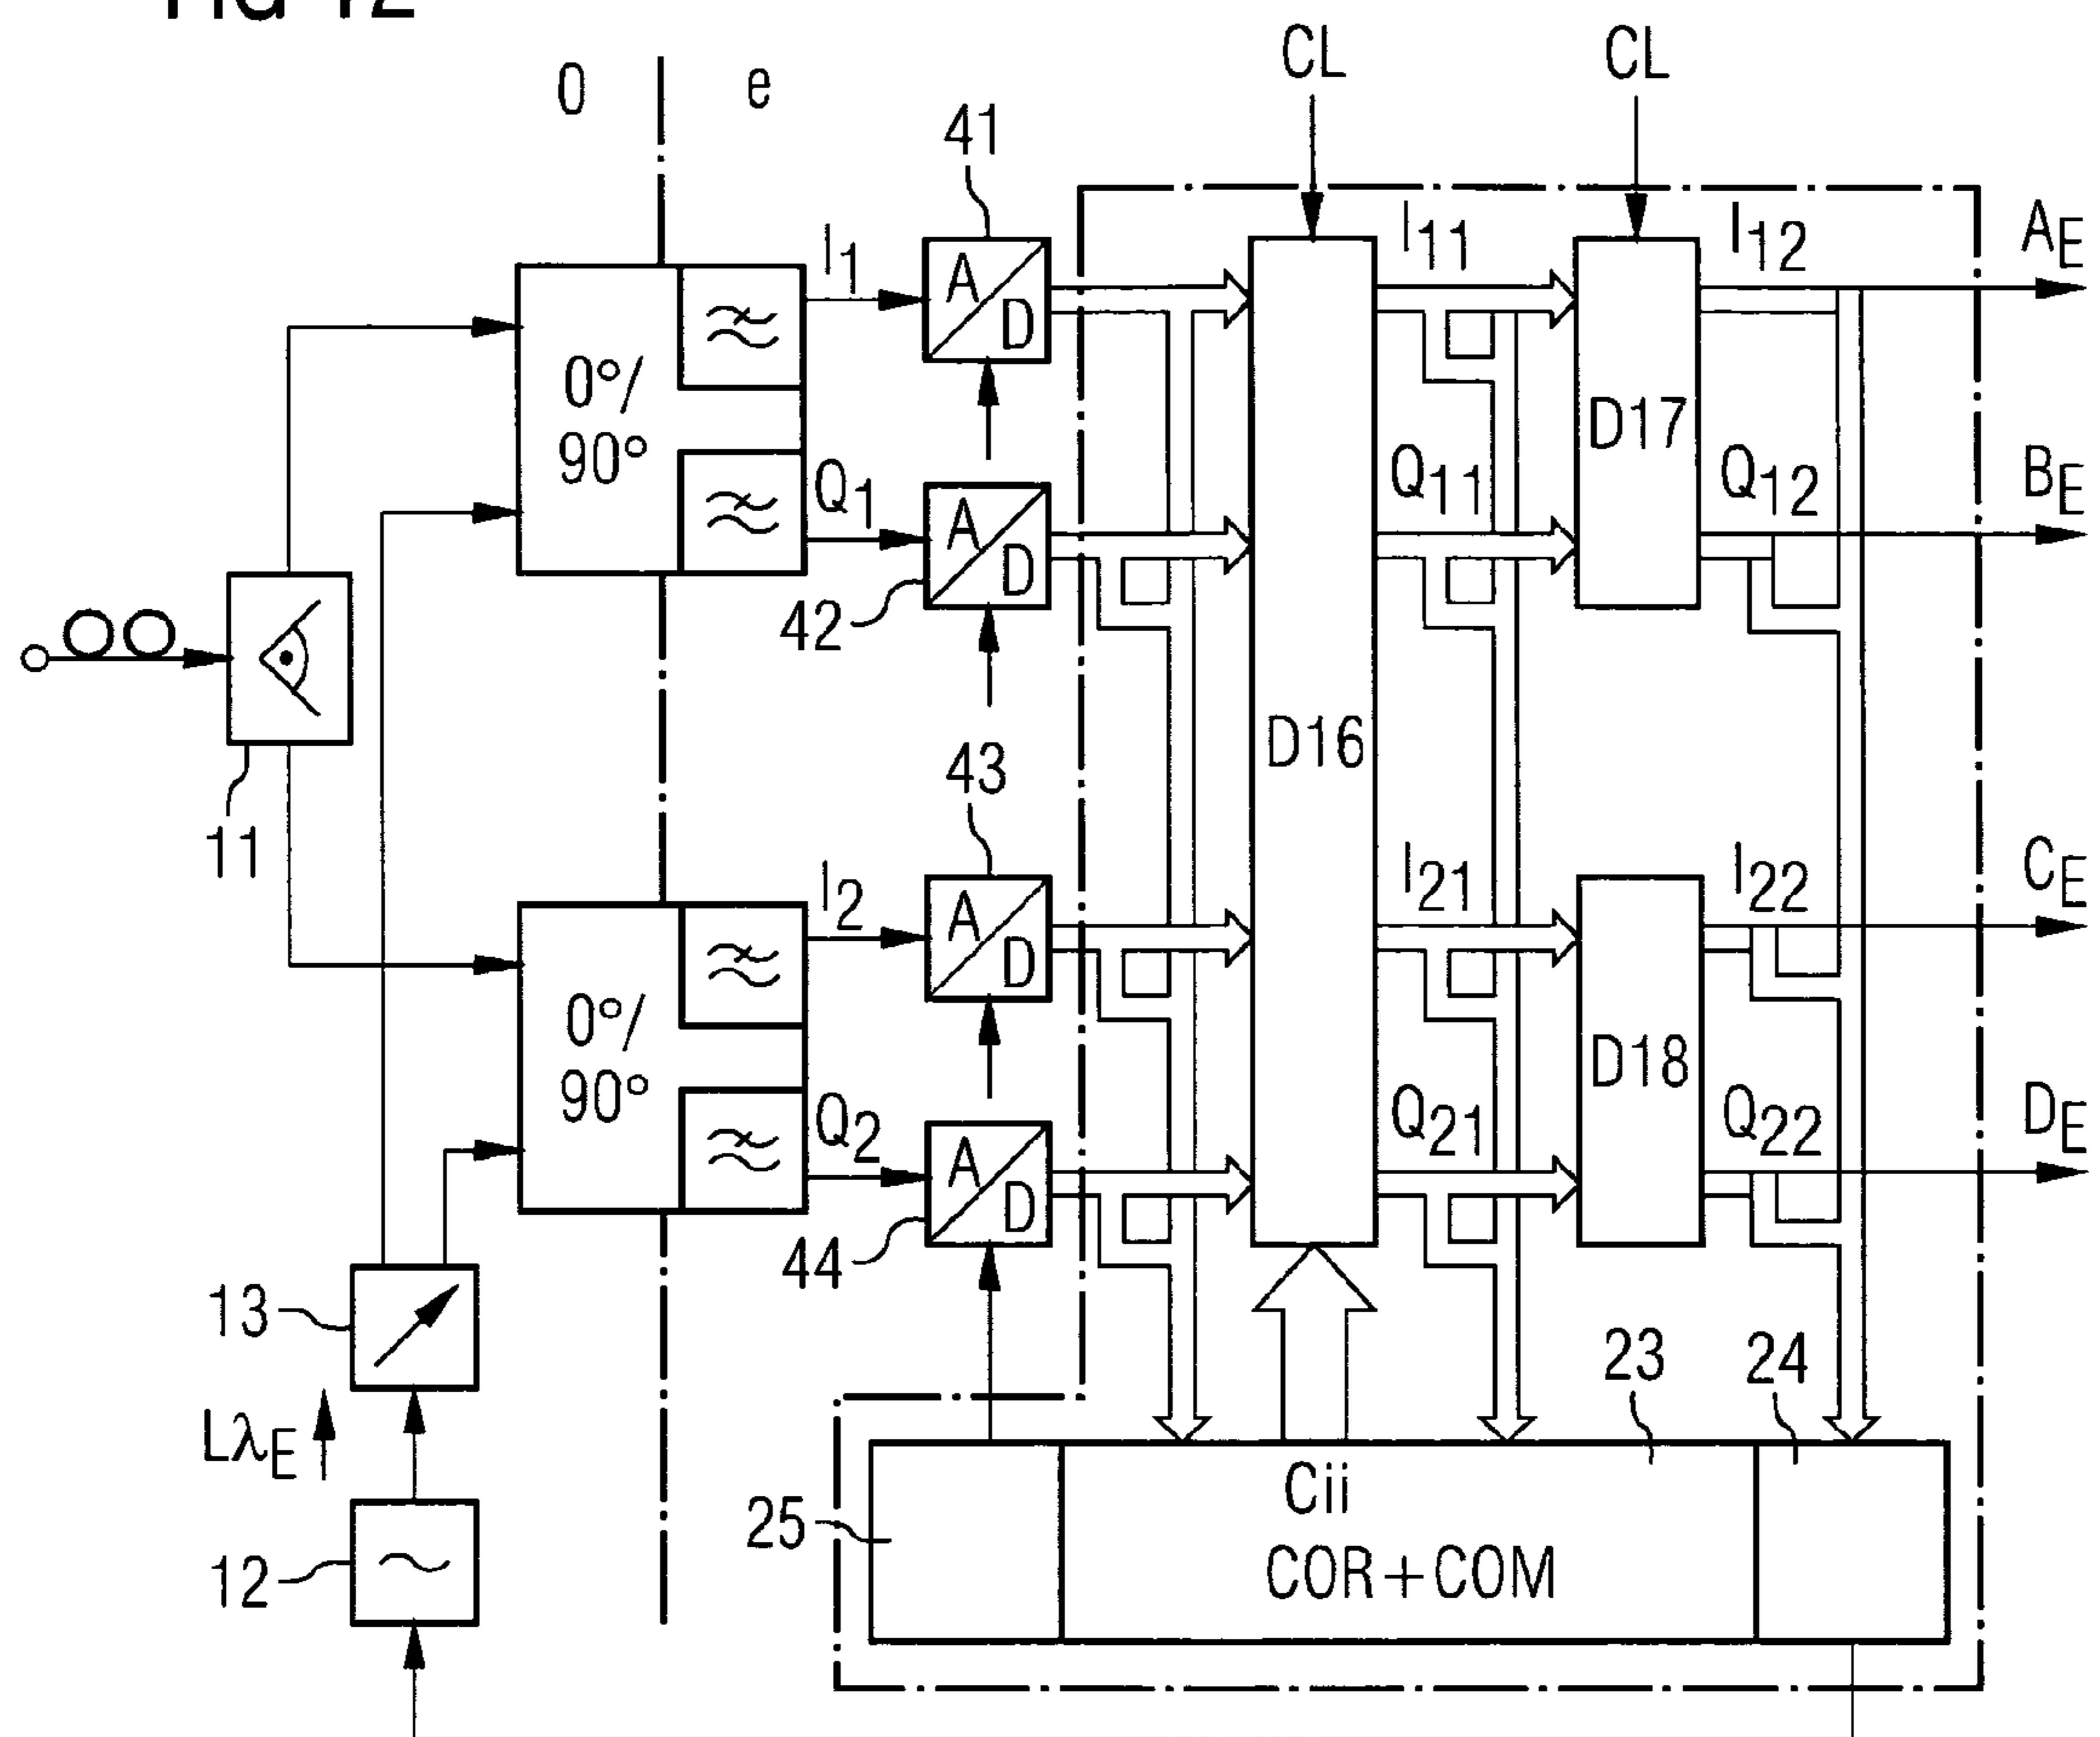 FIG 12
0 e
CL CL
41
I1 I11 I12 AE
A/D
0°/
90°
D17
Q1 Q11 Q12 BE
A/D
42
D16
11
43
I2 I21 I22 CE
A/D
0°/
90°
D18
Q2 Q21 Q22 DE
A/D
44
13
23 24
LλE
Cii
25
COR+COM
12